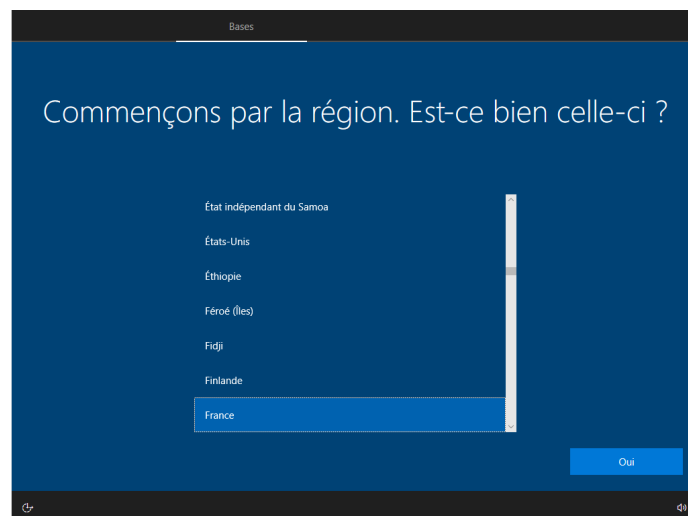 Bases
Commençons par la région. Est-ce bien celle-ci ?
État indépendant du Samoa
États-Unis
Éthiopie
Féroé (Îles)
Fidji
Finlande
France
Oui